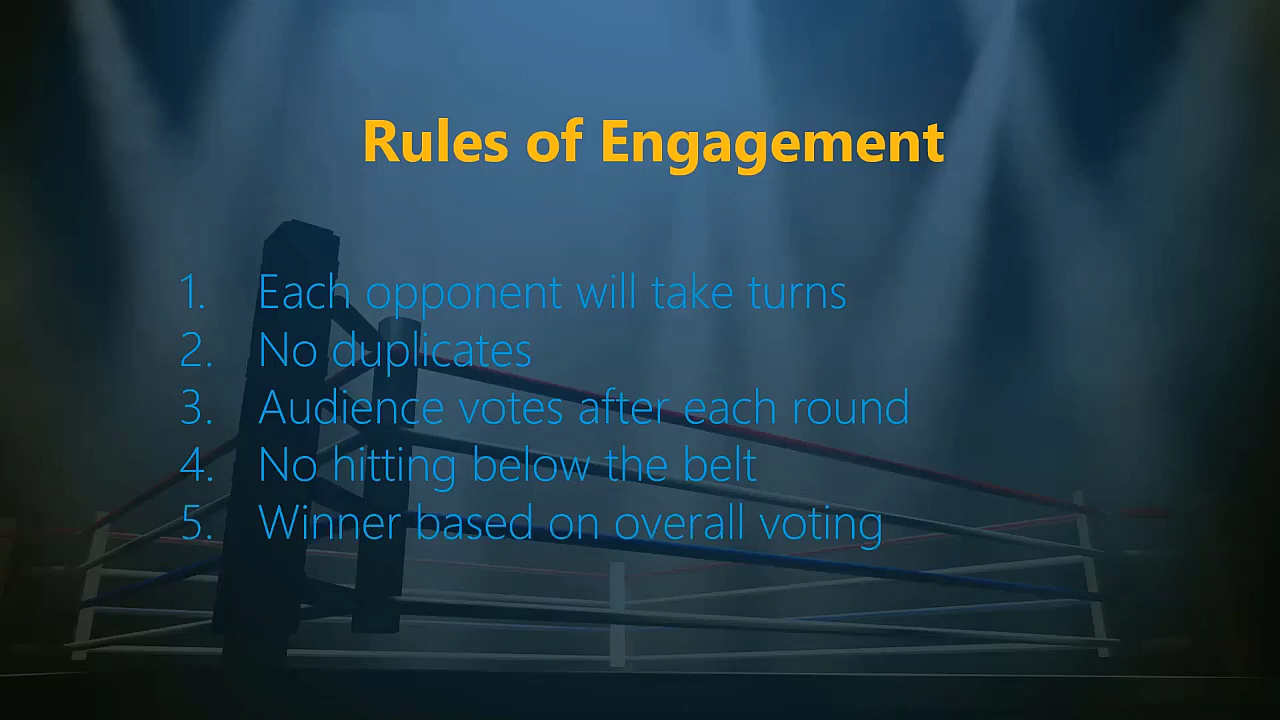 Rules of Engagement
1. Each opponent will take turns
2. No duplicates
3. Audience votes after each round
4. No hitting below the belt
5. Winner based on overall voting